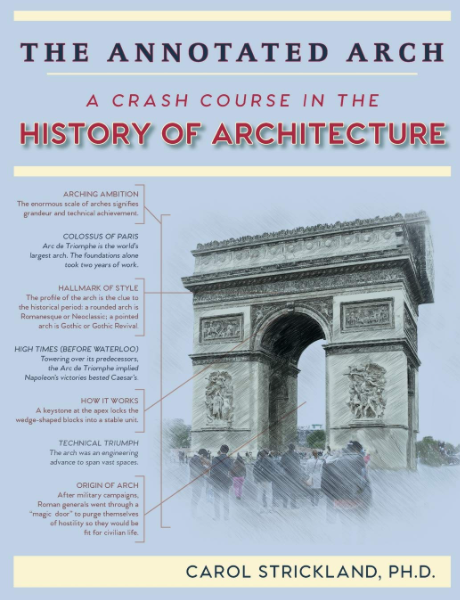 THE ANNOTATED ARCH
A CRASH COURSE IN THE
HISTORY OF ARCHITECTURE
ARCHING AMBITION
The enormous scale of arches signifies
grandeur and technical achievement.
COLOSSUS OF PARIS
Arc de Triomphe is the world's
largest arch. The foundations alone
took two years of work.
HALLMARK OF STYLE
The profile of the arch is the clue to
the historical period: a rounded arch is
Romanesque or Neoclassic; a pointed
arch is Gothic or Gothic Revival.
HIGH TIMES (BEFORE WATERLOO)
Towering over its predecessors,
the Arc de Triomphe implied
Napoleon's victories bested Caesar's.
HOW IT WORKS
A keystone at the apex locks the
wedge-shaped blocks into a stable unit.
TECHNICAL TRIUMPH
The arch was an engineering
advance to span vast spaces.
ORIGIN OF ARCH
After military campaigns,
Roman generals went through a
"magic door" to purge themselves
of hostility so they would be
fit for civilian life.
CAROL STRICKLAND, PH.D.